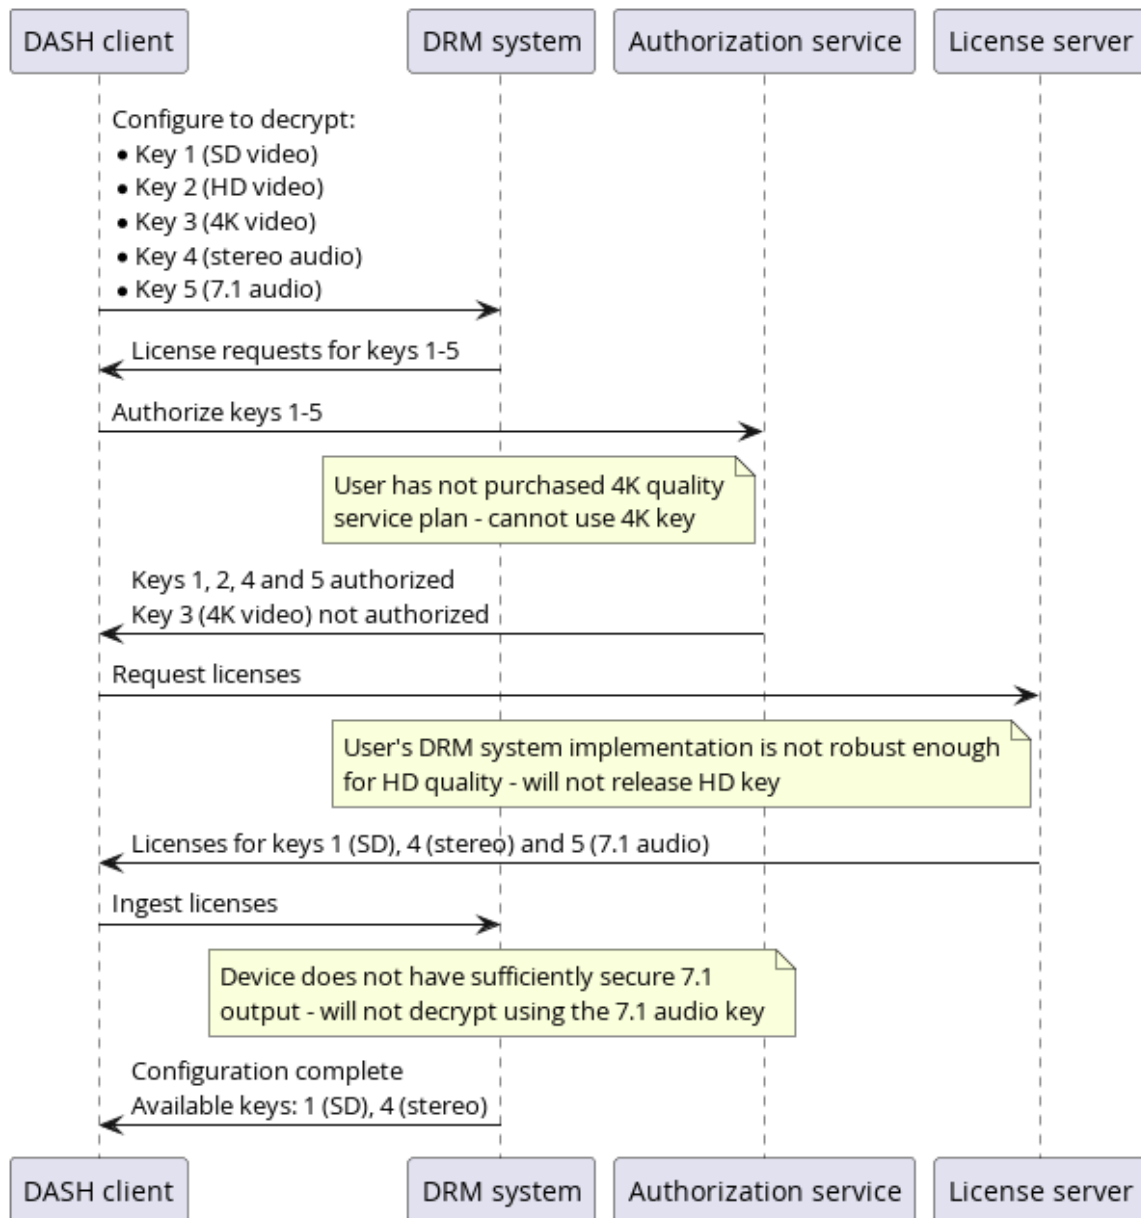 DASH client
DRM system
Authorization service
License server
Configure to decrypt:
• Key 1 (SD video)
• Key 2 (HD video)
• Key 3 (4K video)
• Key 4 (stereo audio)
• Key 5 (7.1 audio)
License requests for keys 1-5
Authorize keys 1-5
User has not purchased 4K quality
service plan - cannot use 4K key
Keys 1, 2, 4 and 5 authorized
Key 3 (4K video) not authorized
Request licenses
User's DRM system implementation is not robust enough
for HD quality - will not release HD key
Licenses for keys 1 (SD), 4 (stereo) and 5 (7.1 audio)
Ingest licenses
Device does not have sufficiently secure 7.1
output - will not decrypt using the 7.1 audio key
Configuration complete
Available keys: 1 (SD), 4 (stereo)
DASH client
DRM system
Authorization service
License server